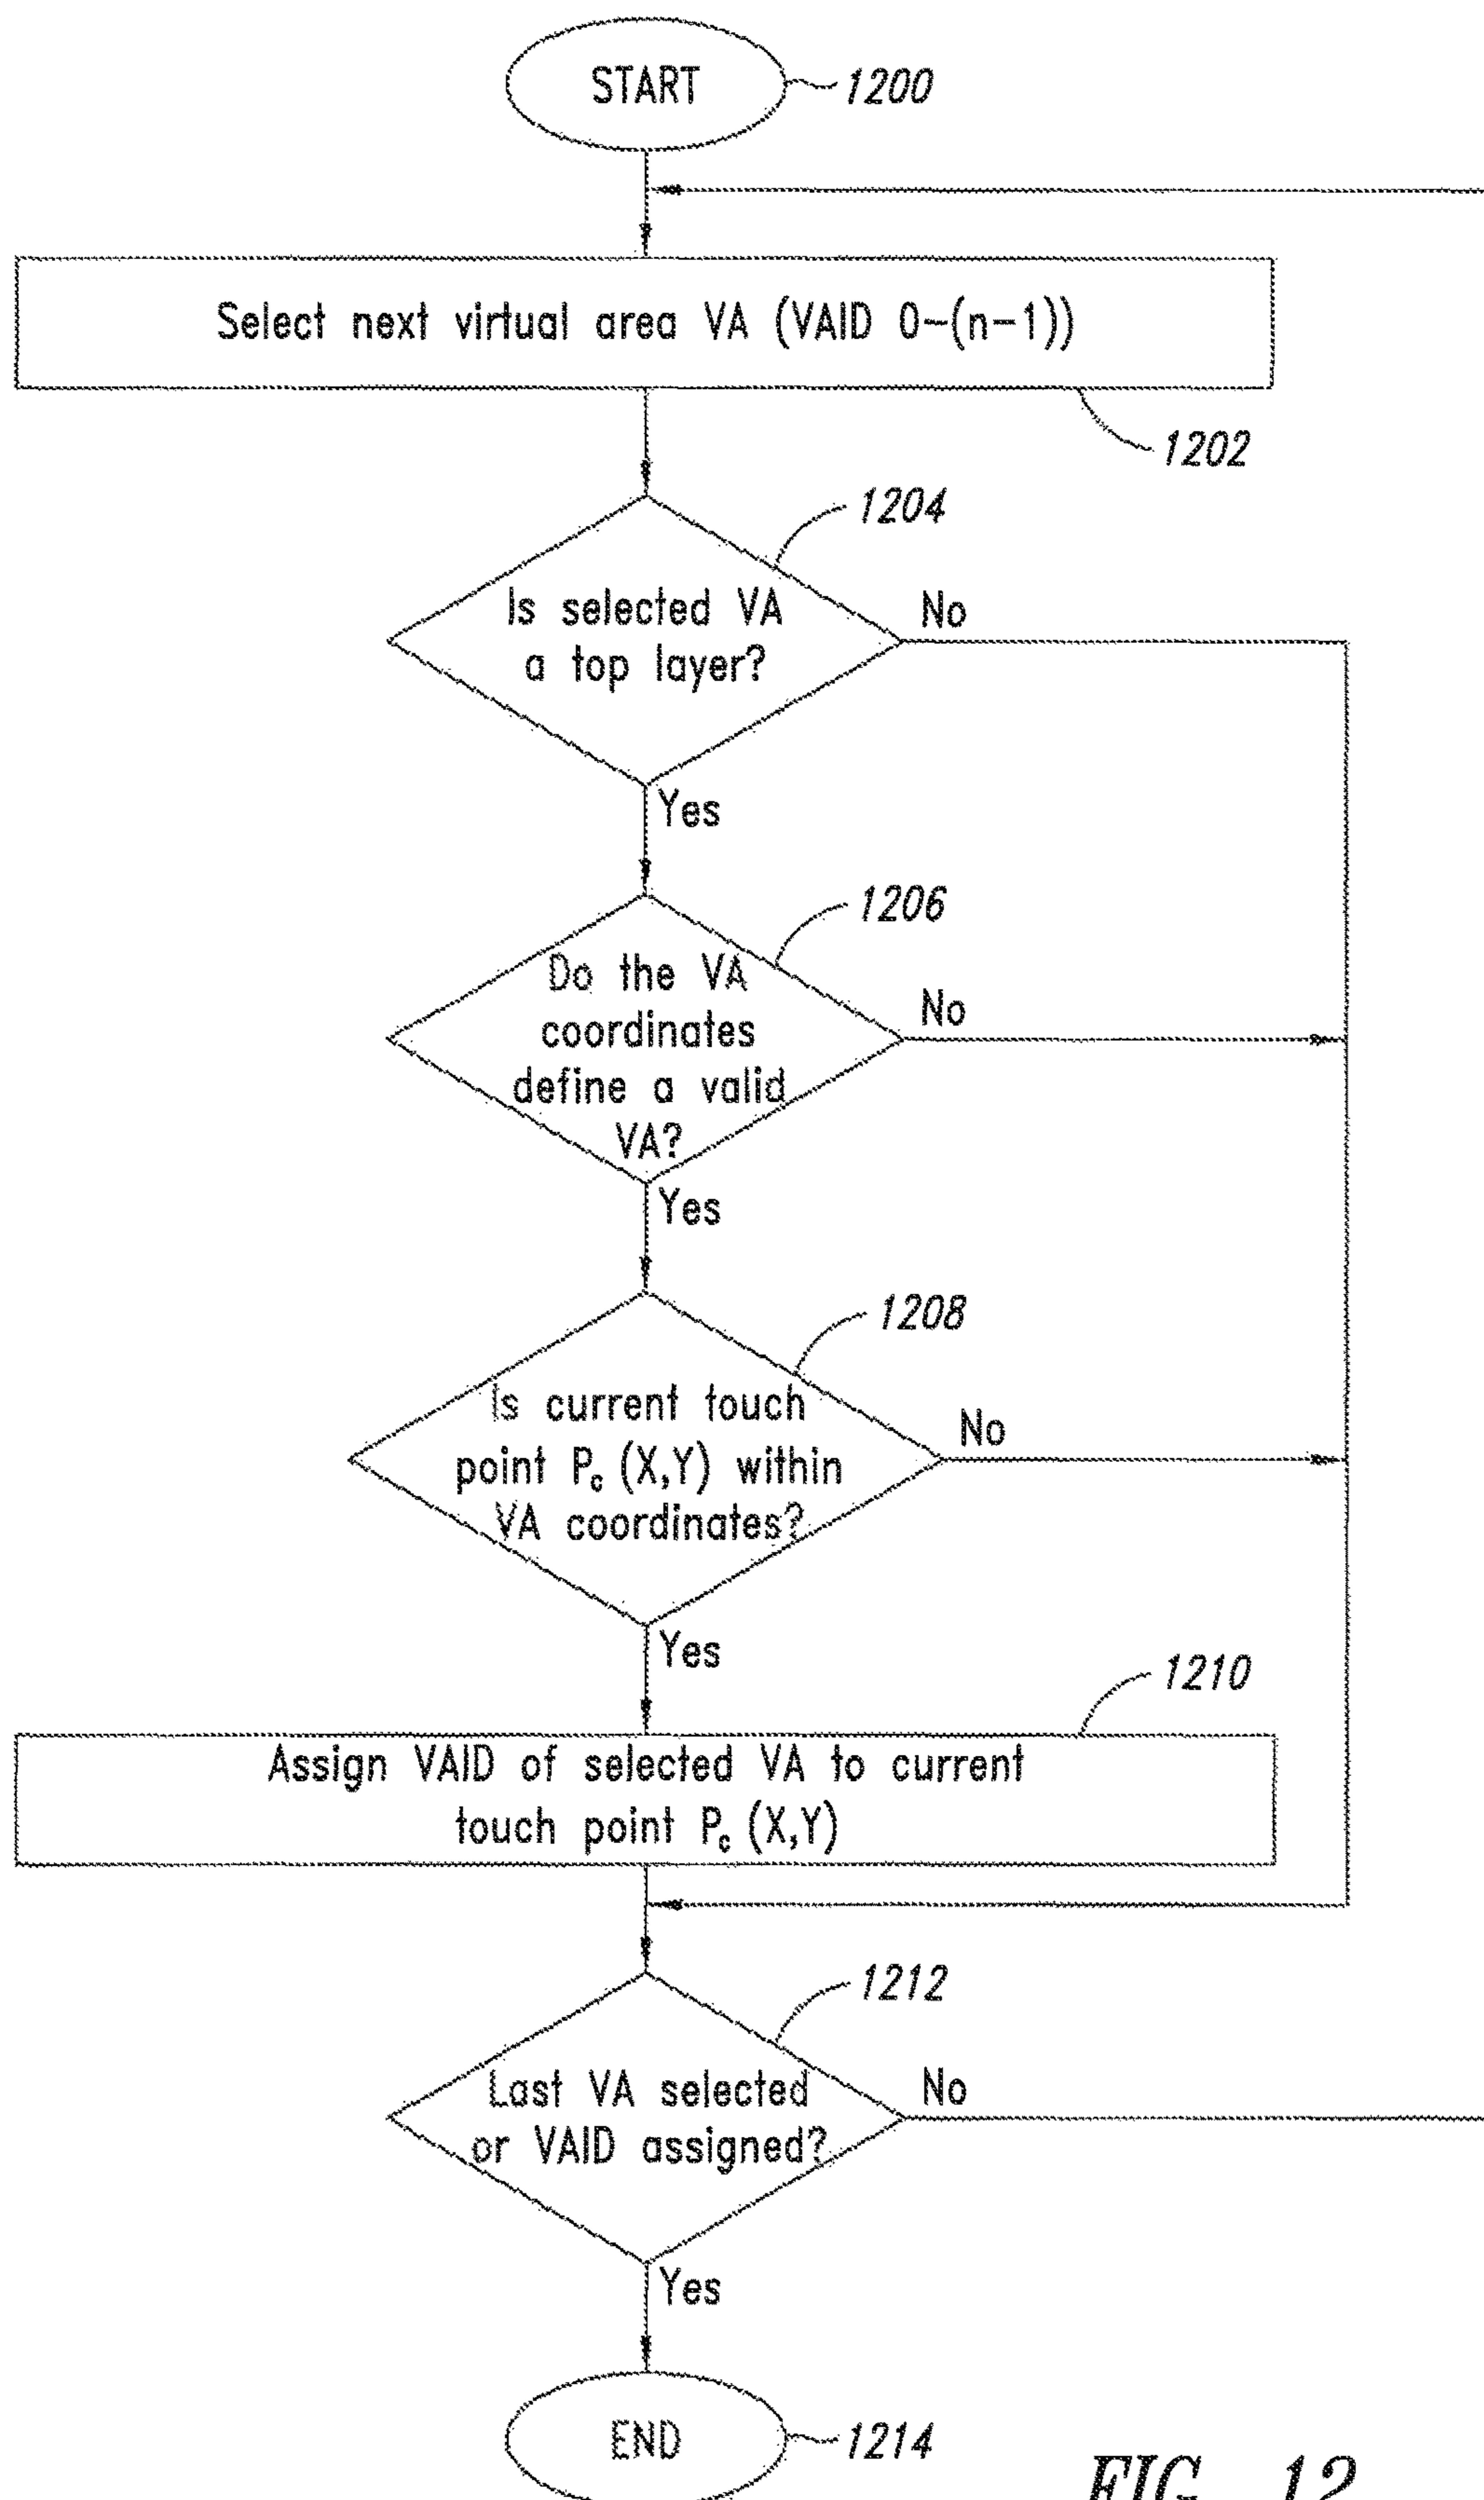 START
1200
Select next virtual area VA (VAID 0-(n-1))
1202
1204
Is selected VA
a top layer?
No
Yes
1206
Do the VA
coordinates
define a valid
VA?
No
Yes
1208
Is current touch
point Pc (X,Y) within
VA coordinates?
No
Yes
1210
Assign VAID of selected VA to current
touch point Pc (X,Y)
1212
Last VA selected
or VAID assigned?
No
Yes
END
1214
FIG. 12